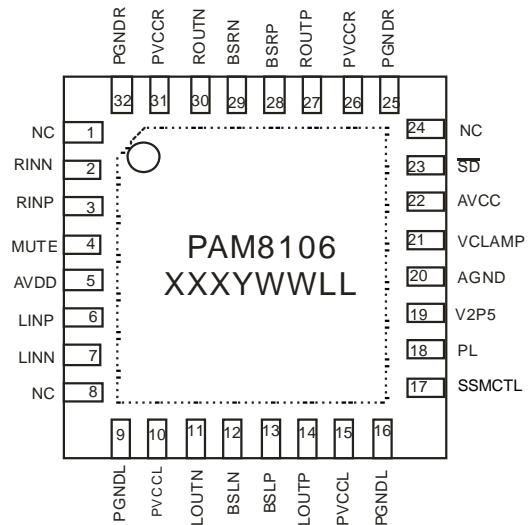 PGNDR PVCCR ROUTN BSRN BSRP ROUTP PVCCR PGNDR
32 31 30 29 28 27 26 25
NC 1
RINN 2
RINP 3
MUTE 4
AVDD 5
LINP 6
LINN 7
NC 8
PAM8106
XXXYWWLL
24 NC
23 SD
22 AVCC
21 VCLAMP
20 AGND
19 V2P5
18 PL
17 SSMCTL
9 10 11 12 13 14 15 16
PGNDL PVCCL LOUTN BSLN BSLP LOUTP PVCCL PGNDL